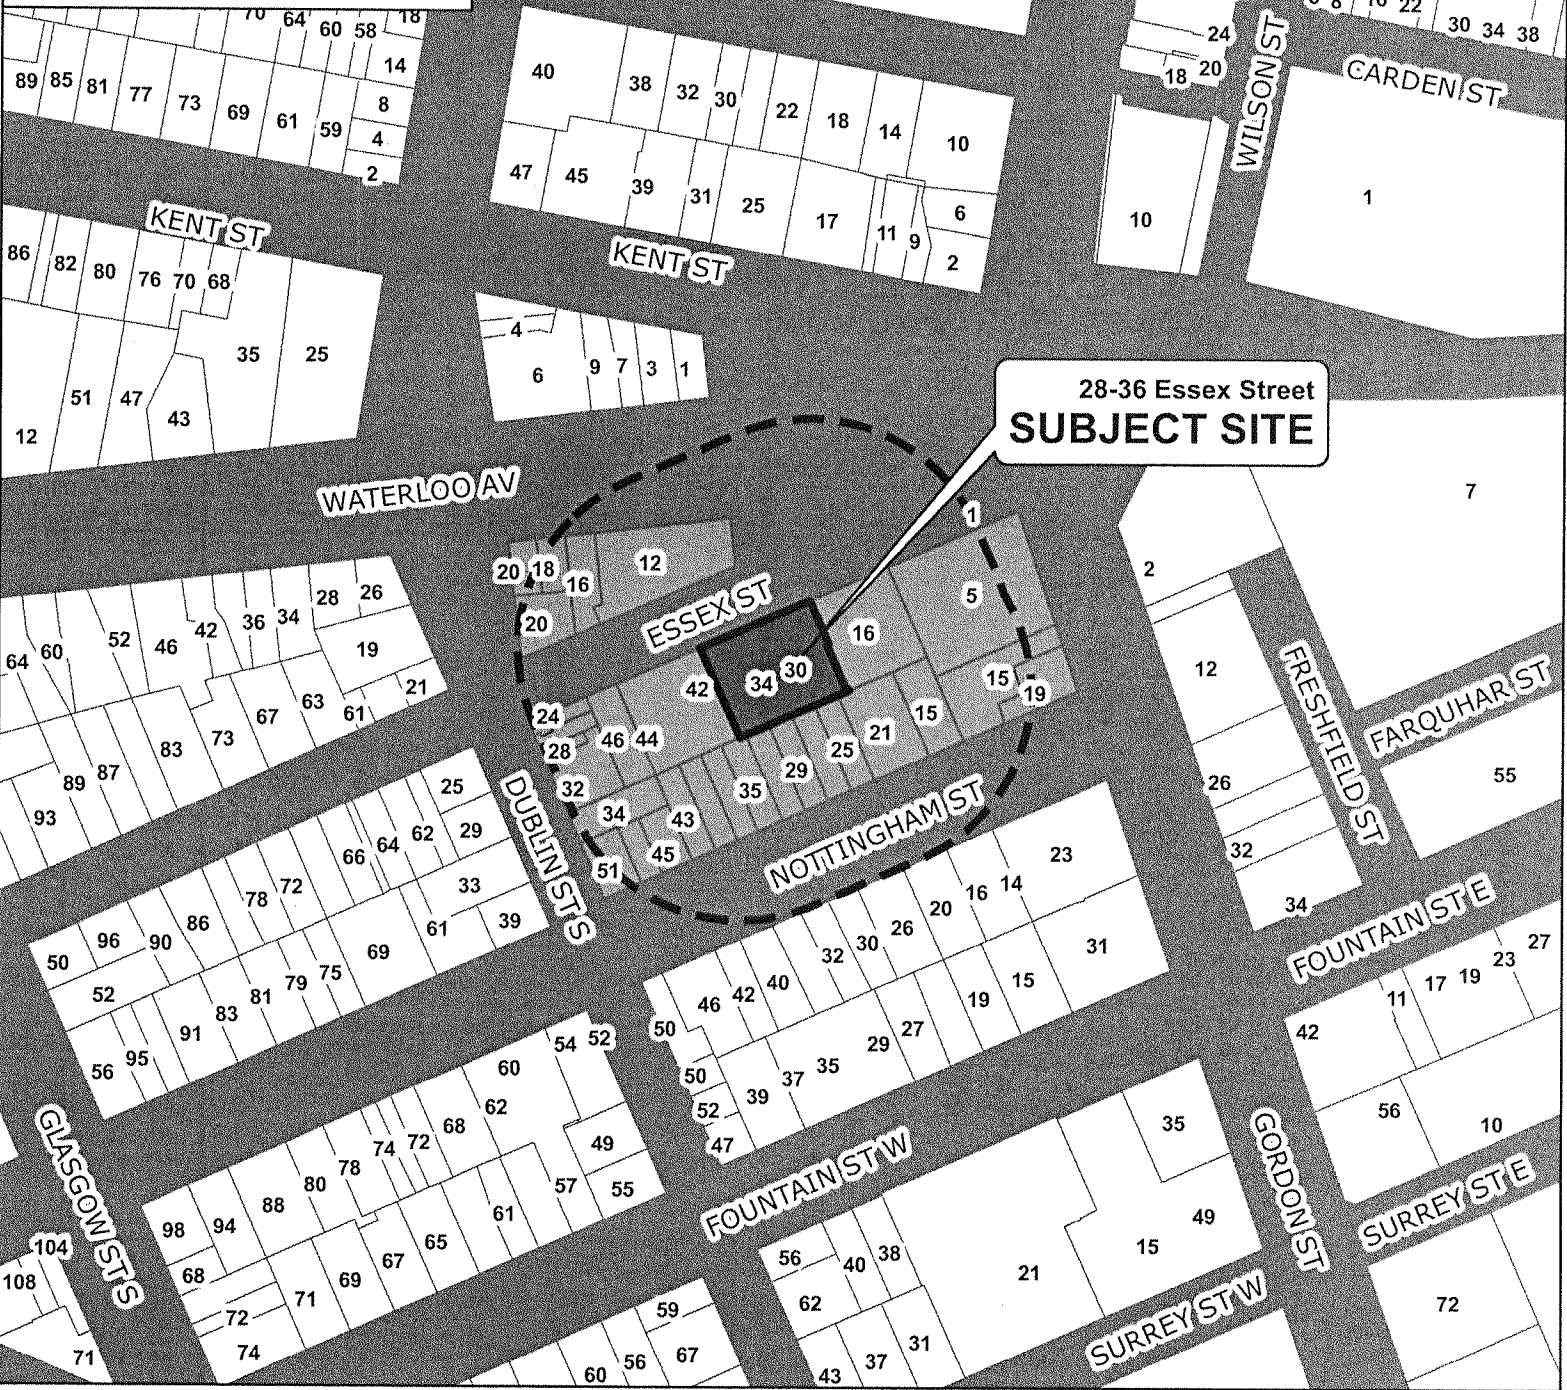 70 64 60 58 18
14
89 85 81 77 73 69 61 59
8
4
2
40 38 32 30 22 18 14 10
47 45 39 31 25 17 11 9
6
2
24
18 20
WILSON ST
16 22 30 34 38
CARDEN ST
10
1
KENT ST
KENT ST
86 82 80 76 70 68
35 25
51 47 43
12
4
6 9 7 3 1
28-36 Essex Street
SUBJECT SITE
7
WATERLOO AV
1
20 18 16 12
20
ESSEX ST
5
16
30
34
42
2
12
64 60 52 46 42 36 34 28 26
19
21
93 89 87 83 73 67 63 61
24
28
32
46 44
34
51
45 43 35 29 25 21 15
15
19
NOTTINGHAM ST
DUBLIN ST S
FRESHFIELD ST
FARQUHAR ST
55
26
32
34
25
29
33
39
50 96 90 86 78 72 66 64 62
52
56 95 91 83 81 79 75 69 61
23
14
16
20
26
30
32
40
42
46
50
50
52
47
39 37 35 29 27 19 15 31
FOUNTAIN ST E
42 11 17 19 23 27
56
10
GLASGOW ST S
98 94 88 80 78 74 72 68 62 60 54 52
49
55
68
72
74
71 69 67 65 61 57
104
108
71
FOUNTAIN ST W
GORDON ST
35
49
15
21
56 40 38
62
43 37 31
59
60 56 67
SURREY ST W
SURREY ST E
72